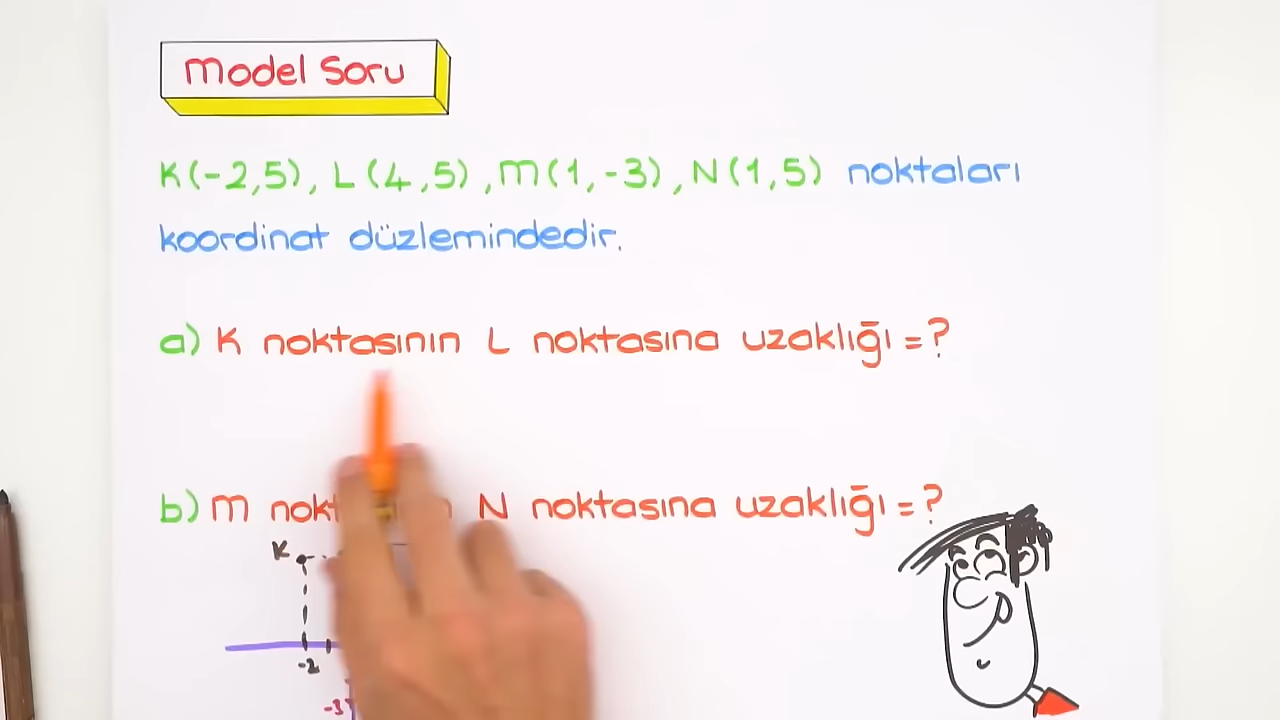 Model Soru
K(-2,5), L(4,5), M(1,-3), N(1,5) noktaları
koordinat düzlemindedir.
a) K noktasının L noktasına uzaklığı = ?
b) M N noktasına uzaklığı = ?
K
-2
-3